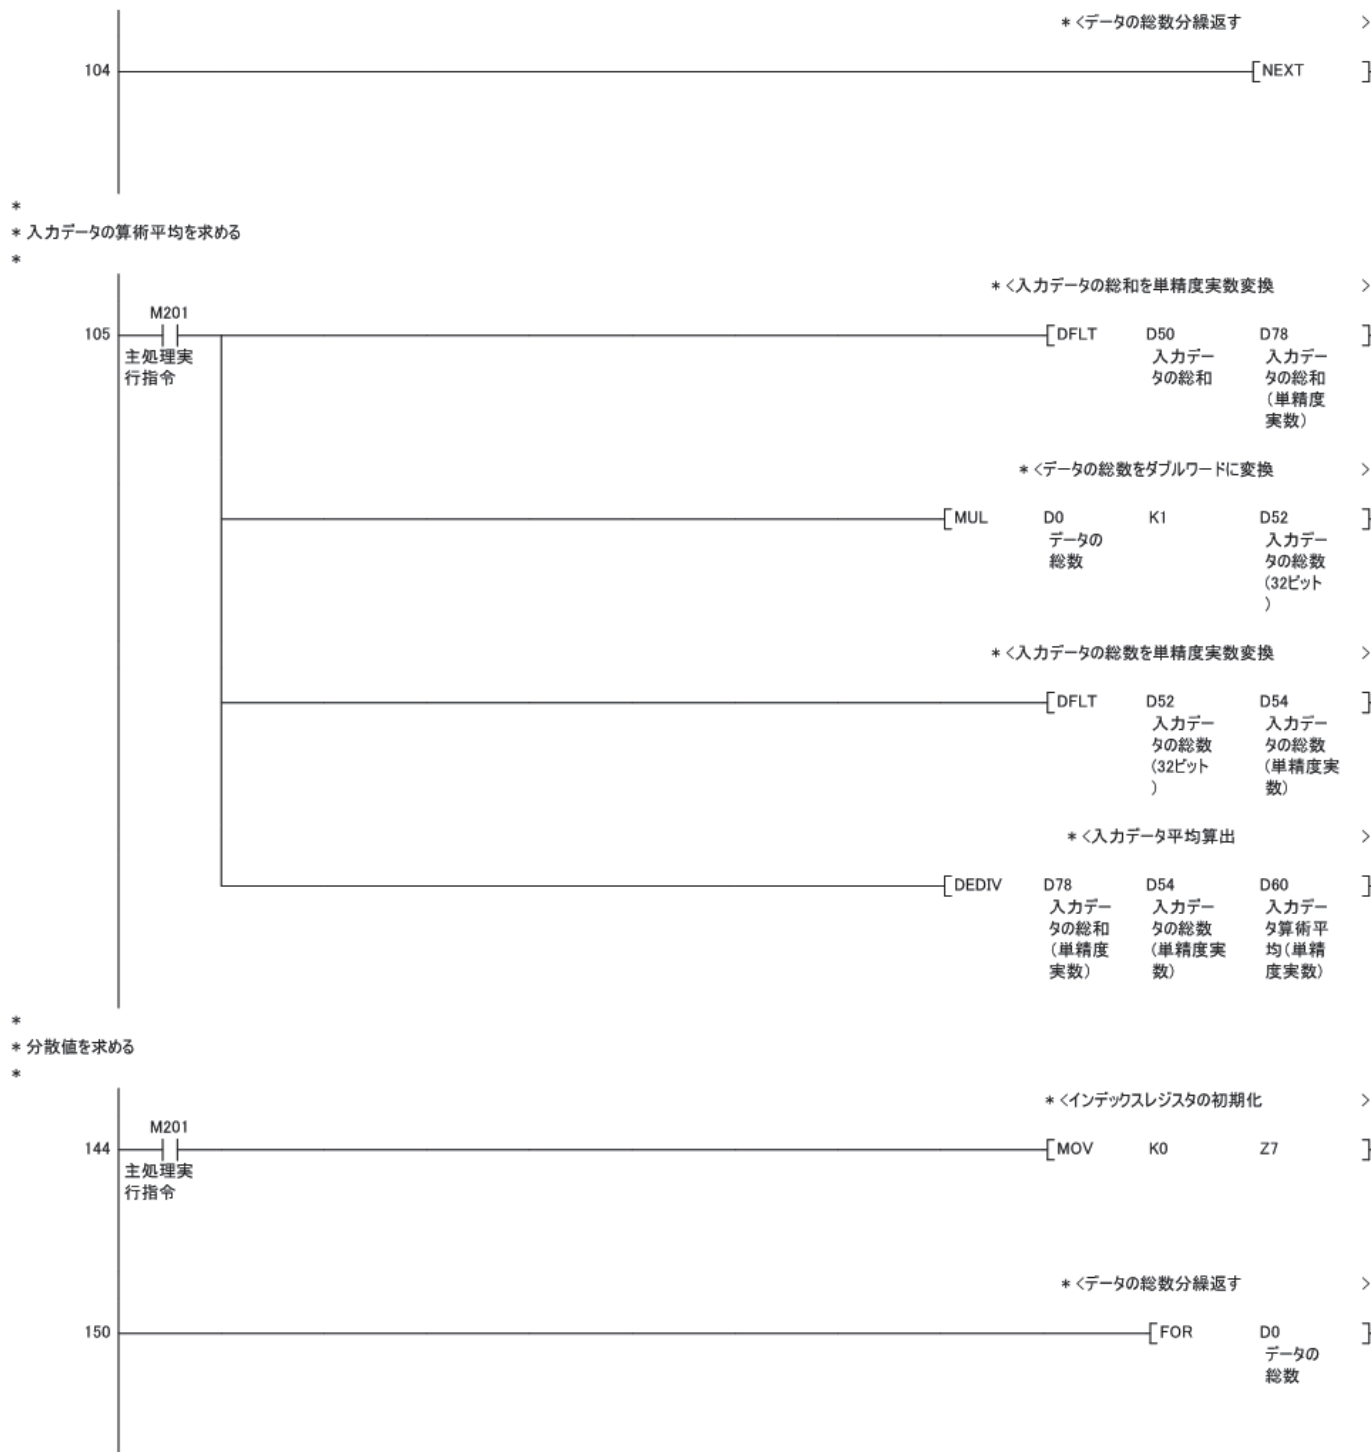 * <データの総数分繰返す >
104 [NEXT ]
*
* 入力データの算術平均を求める
*
* <入力データの総和を単精度実数変換 >
M201
105 [DFLT D50 D78 ]
主処理実 入力デー 入力デー
行指令 タの総和 タの総和
(単精度
実数)
* <データの総数をダブルワードに変換 >
[MUL D0 K1 D52 ]
データの 入力デー
総数 タの総数
(32ビット
)
* <入力データの総数を単精度実数変換 >
[DFLT D52 D54 ]
入力デー 入力デー
タの総数 タの総数
(32ビット (単精度実
) 数)
* <入力データ平均算出 >
[DEDIV D78 D54 D60 ]
入力デー 入力デー 入力デー
タの総和 タの総数 タ算術平
(単精度 (単精度実 均(単精
実数) 数) 度実数)
*
* 分散値を求める
*
* <インデックスレジスタの初期化 >
M201
144 [MOV K0 Z7 ]
主処理実
行指令
* <データの総数分繰返す >
150 [FOR D0 ]
データの
総数